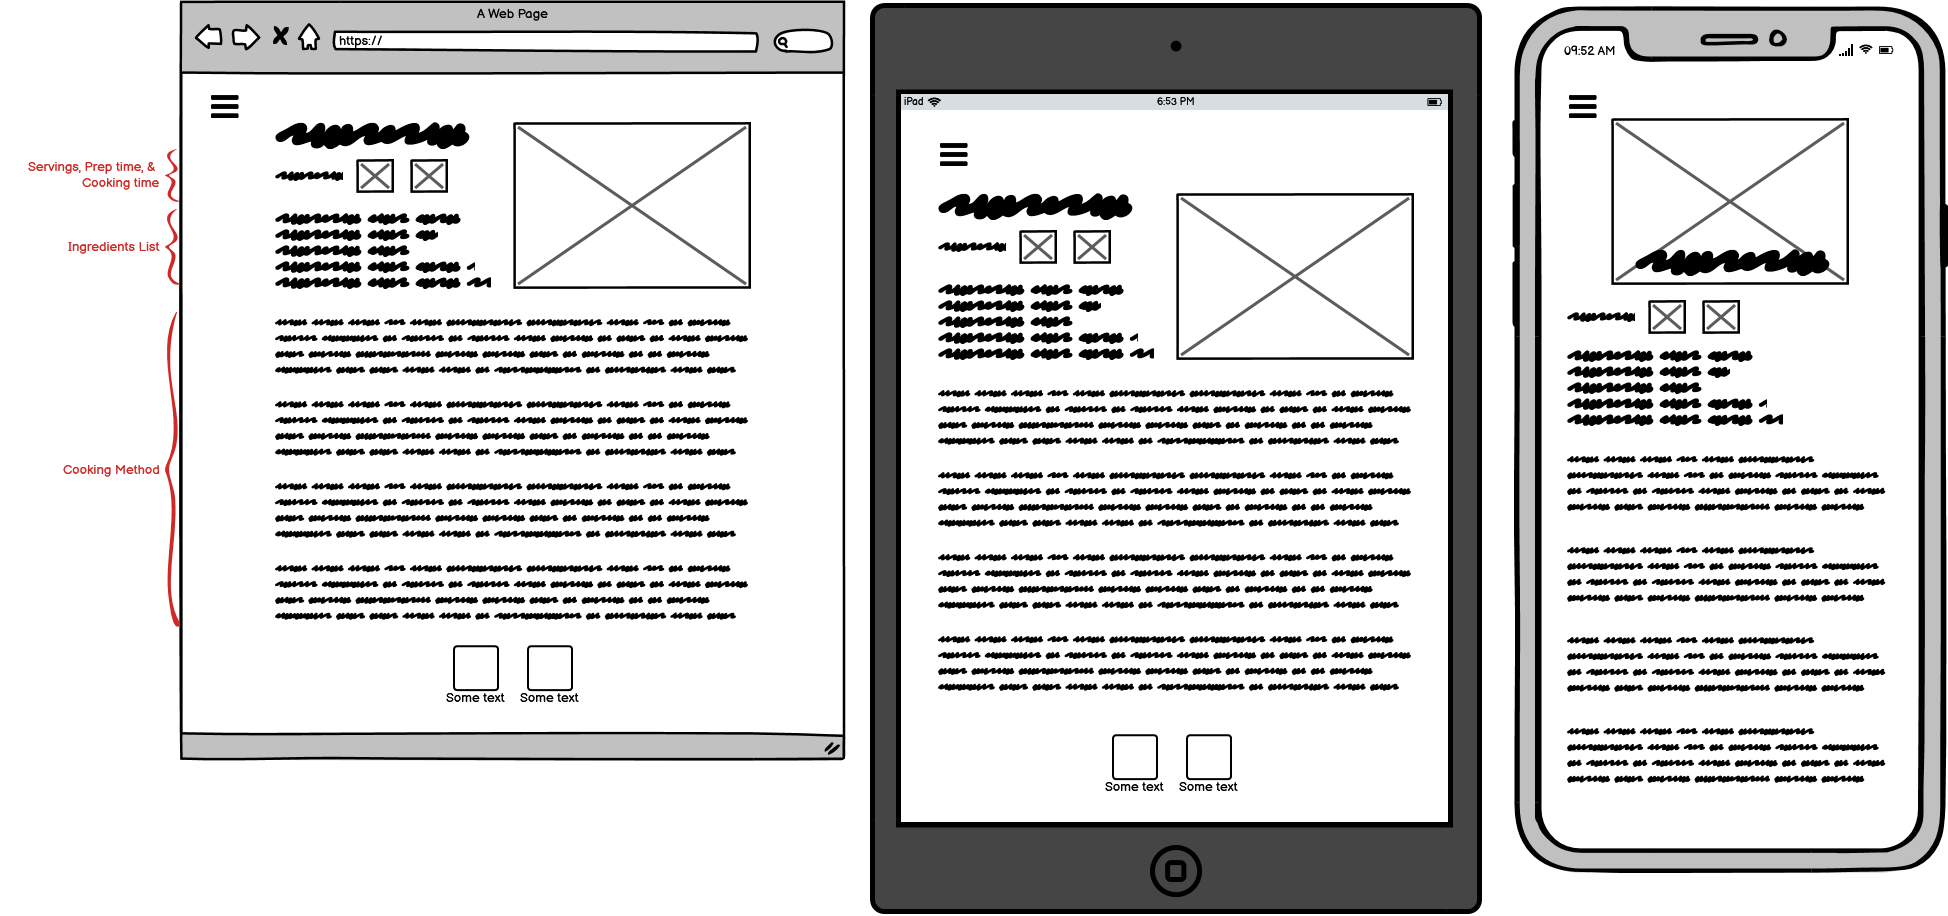 A Web Page
https://
Servings, Prep time, &
Cooking time
Ingredients List
Cooking Method
Some text Some text
iPad 6:53 PM
Some text Some text
09:52 AM